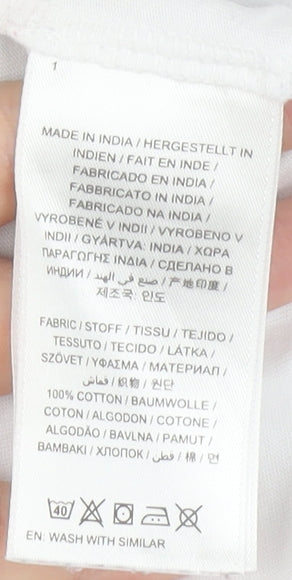 1
MADE IN INDIA / HERGESTELLT IN
INDIEN / FAIT EN INDE /
FABRICADO EN INDIA /
FABBRICATO IN INDIA /
FABRICADO NA INDIA /
VYROBENÉ V INDII / VYROBENO V
INDII / GYÁRTVA: INDIA / ΧΩΡΑ
ΠΑΡΑΓΩΓΗΣ ΙΝΔΙΑ / СДЕЛАНО В
ИНДИИ / صنع في الهند / 产地印度 /
제조국: 인도
FABRIC / STOFF / TISSU / TEJIDO /
TESSUTO / TECIDO / LÁTKA /
SZÖVET / ΥΦΑΣΜΑ / МАТЕРИАЛ /
قماش / 织物 / 원단
100% COTTON / BAUMWOLLE /
COTON / ALGODON / COTONE /
ALGODÃO / BAVLNA / PAMUT /
BAMBAKI / ХЛОПОК / قطن / 棉 / 면
40
EN: WASH WITH SIMILAR